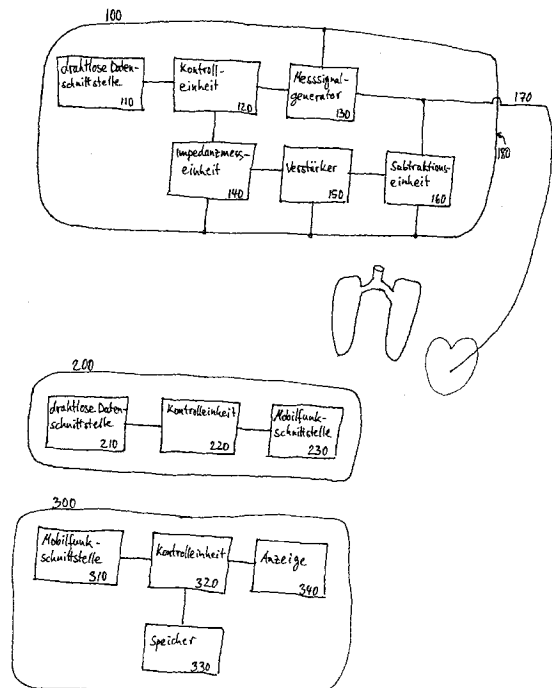 100
drahtlose Daten-
schnittstelle
110
Kontroll-
einheit
120
Messsignal-
generator
130
170
180
Impedanzmess-
einheit
140
Verstärker
150
Subtraktions-
einheit
160
200
drahtlose Daten-
schnittstelle
210
Kontrolleinheit
220
Mobilfunk-
schnittstelle
230
300
Mobilfunk-
schnittstelle
310
Kontrolleinheit
320
Anzeige
340
Speicher
330